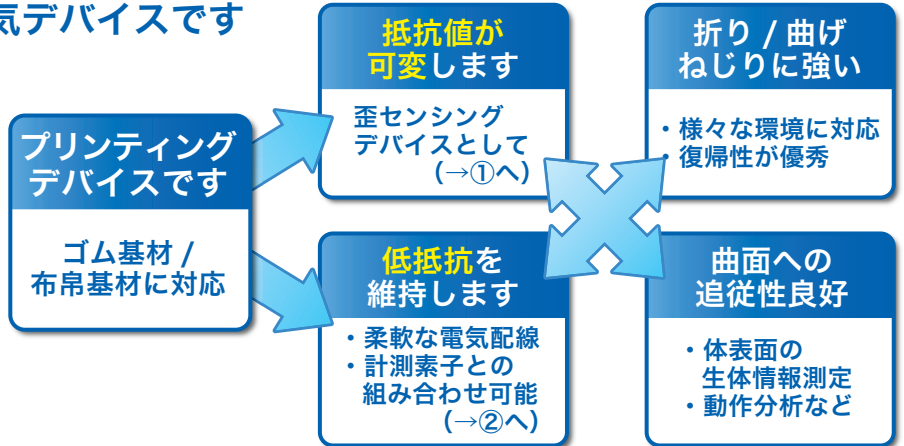 気デバイスです
プリンティング
デバイスです
ゴム基材 /
布帛基材に対応
抵抗値が
可変します
歪センシング
デバイスとして
(→①へ)
低抵抗を
維持します
・柔軟な電気配線
・計測素子との
組み合わせ可能
(→②へ)
折り / 曲げ
ねじりに強い
・様々な環境に対応
・復帰性が優秀
曲面への
追従性良好
・体表面の
生体情報測定
・動作分析など